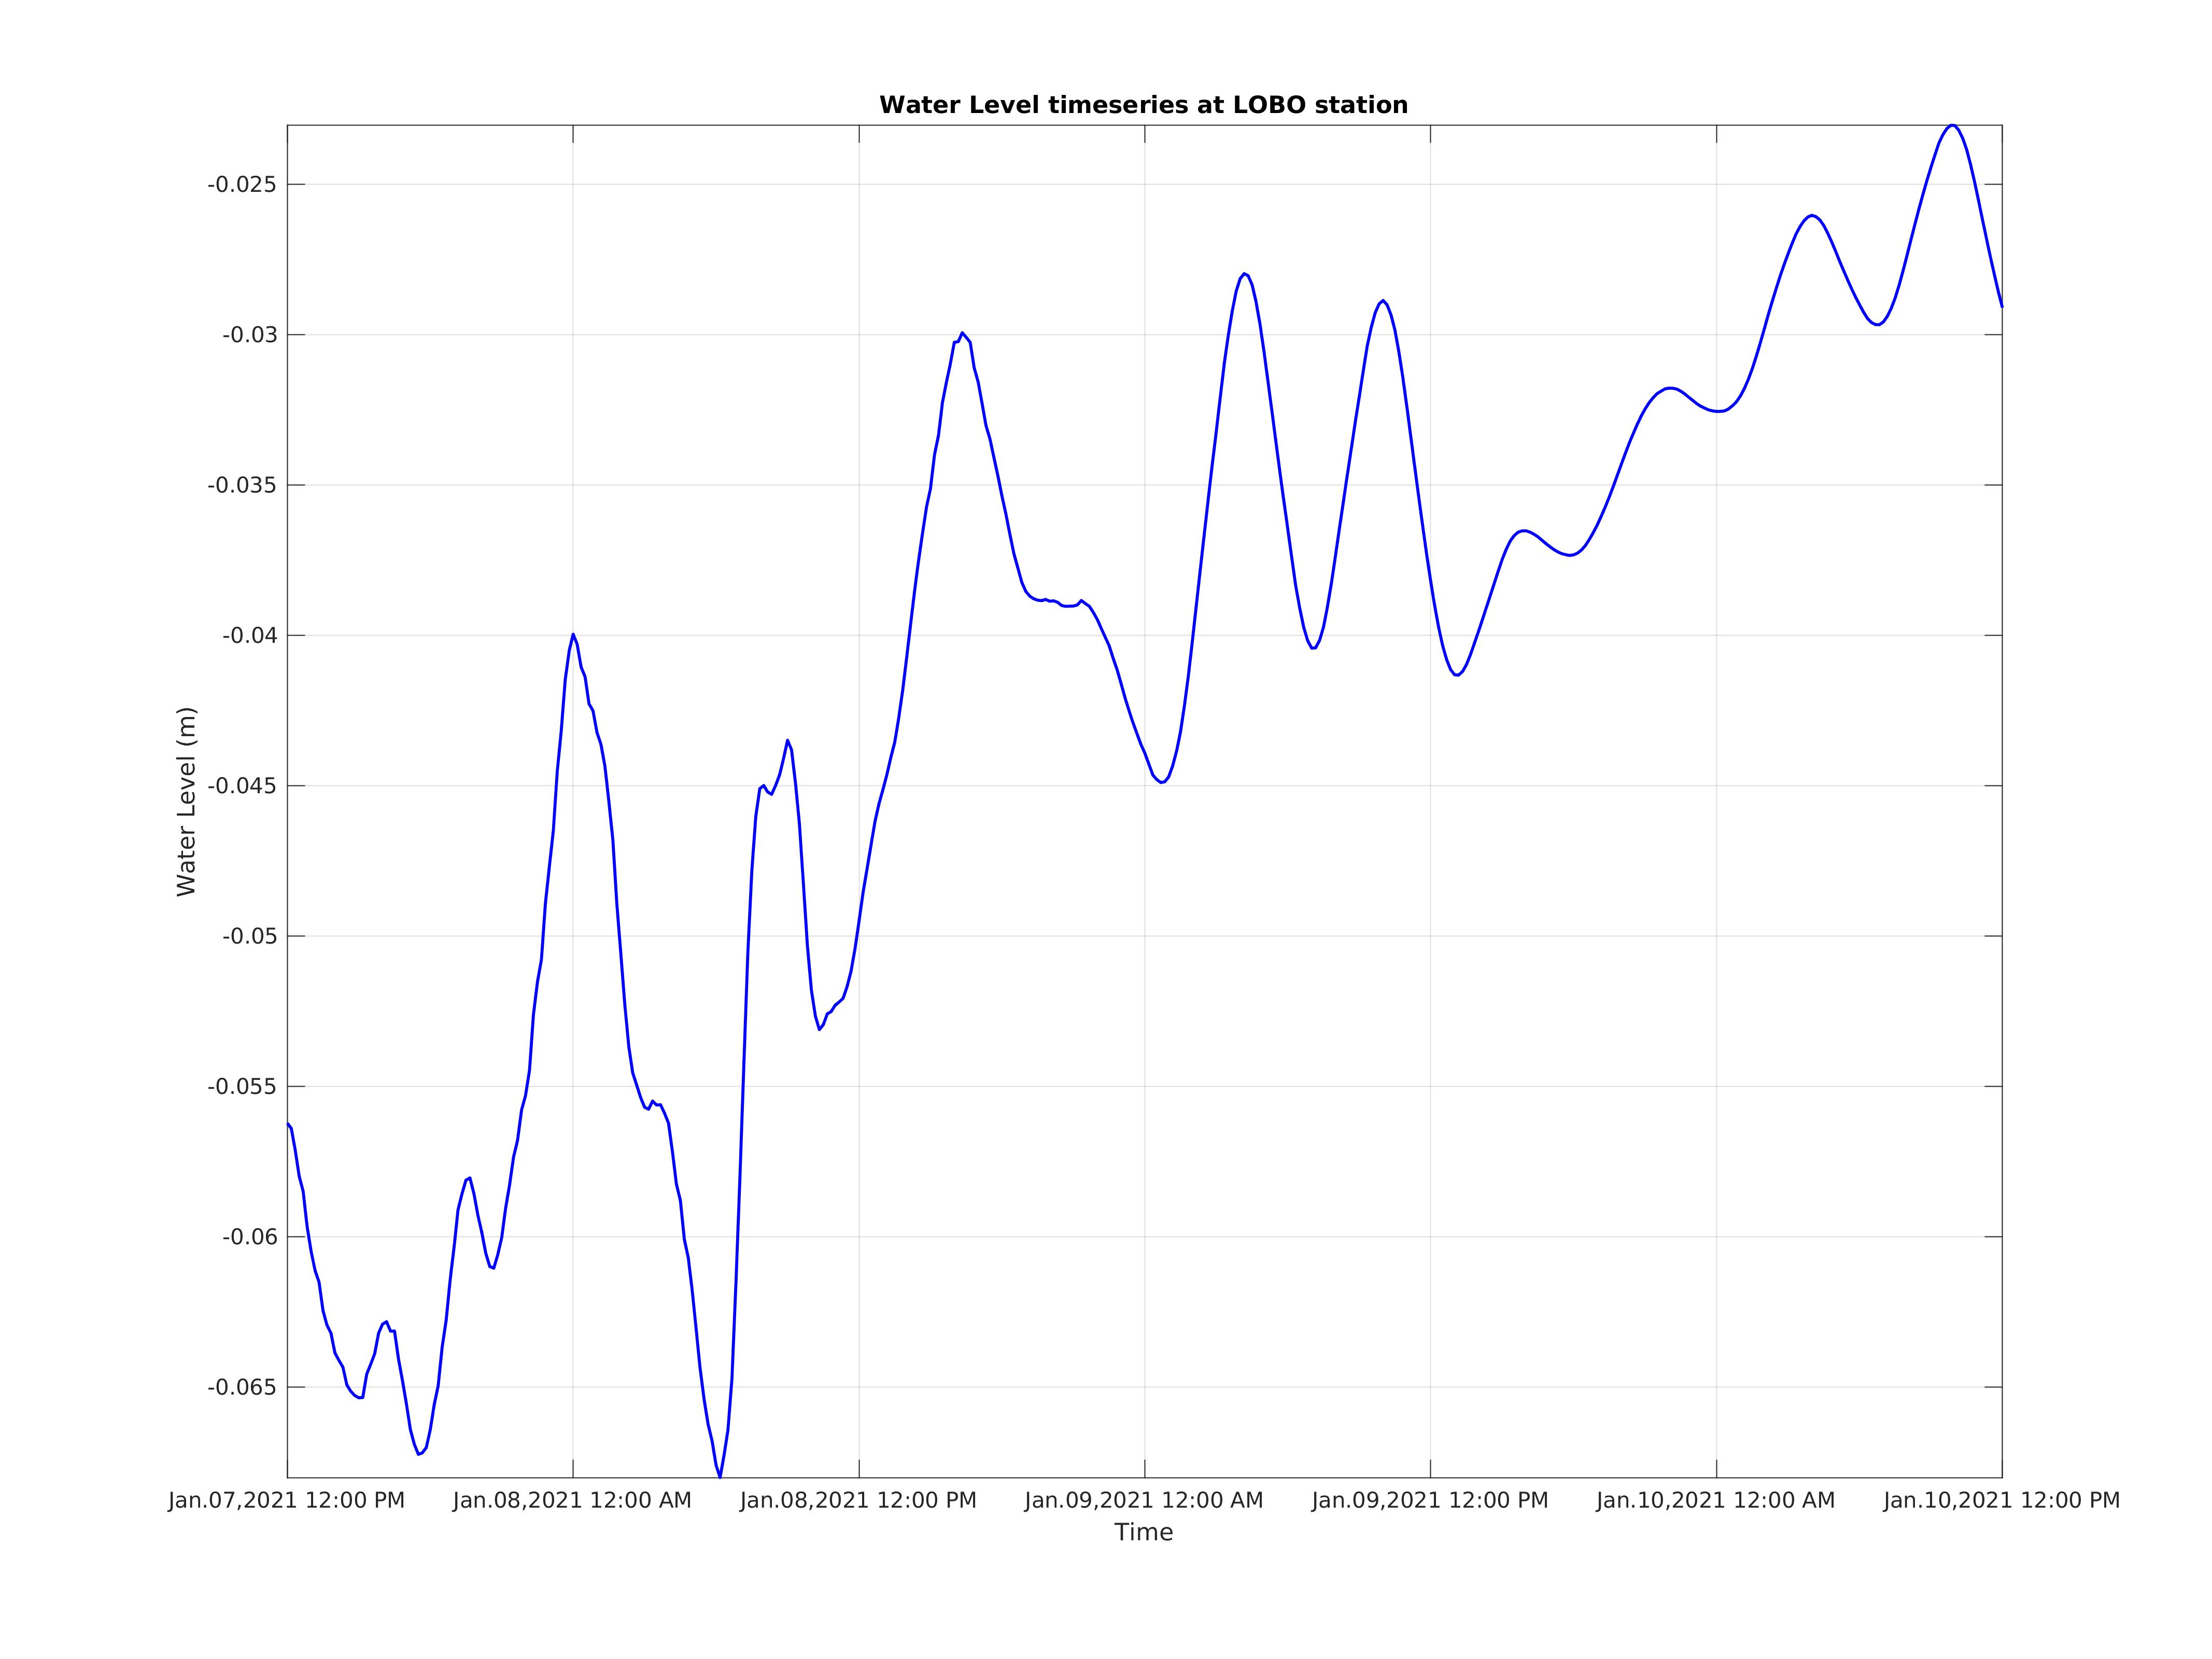 Water Level timeseries at LOBO station
-0.025
-0.03
-0.035
-0.04
-0.045
-0.05
-0.055
-0.06
-0.065
Water Level (m)
Jan.07,2021 12:00 PM
Jan.08,2021 12:00 AM
Jan.08,2021 12:00 PM
Jan.09,2021 12:00 AM
Jan.09,2021 12:00 PM
Jan.10,2021 12:00 AM
Jan.10,2021 12:00 PM
Time